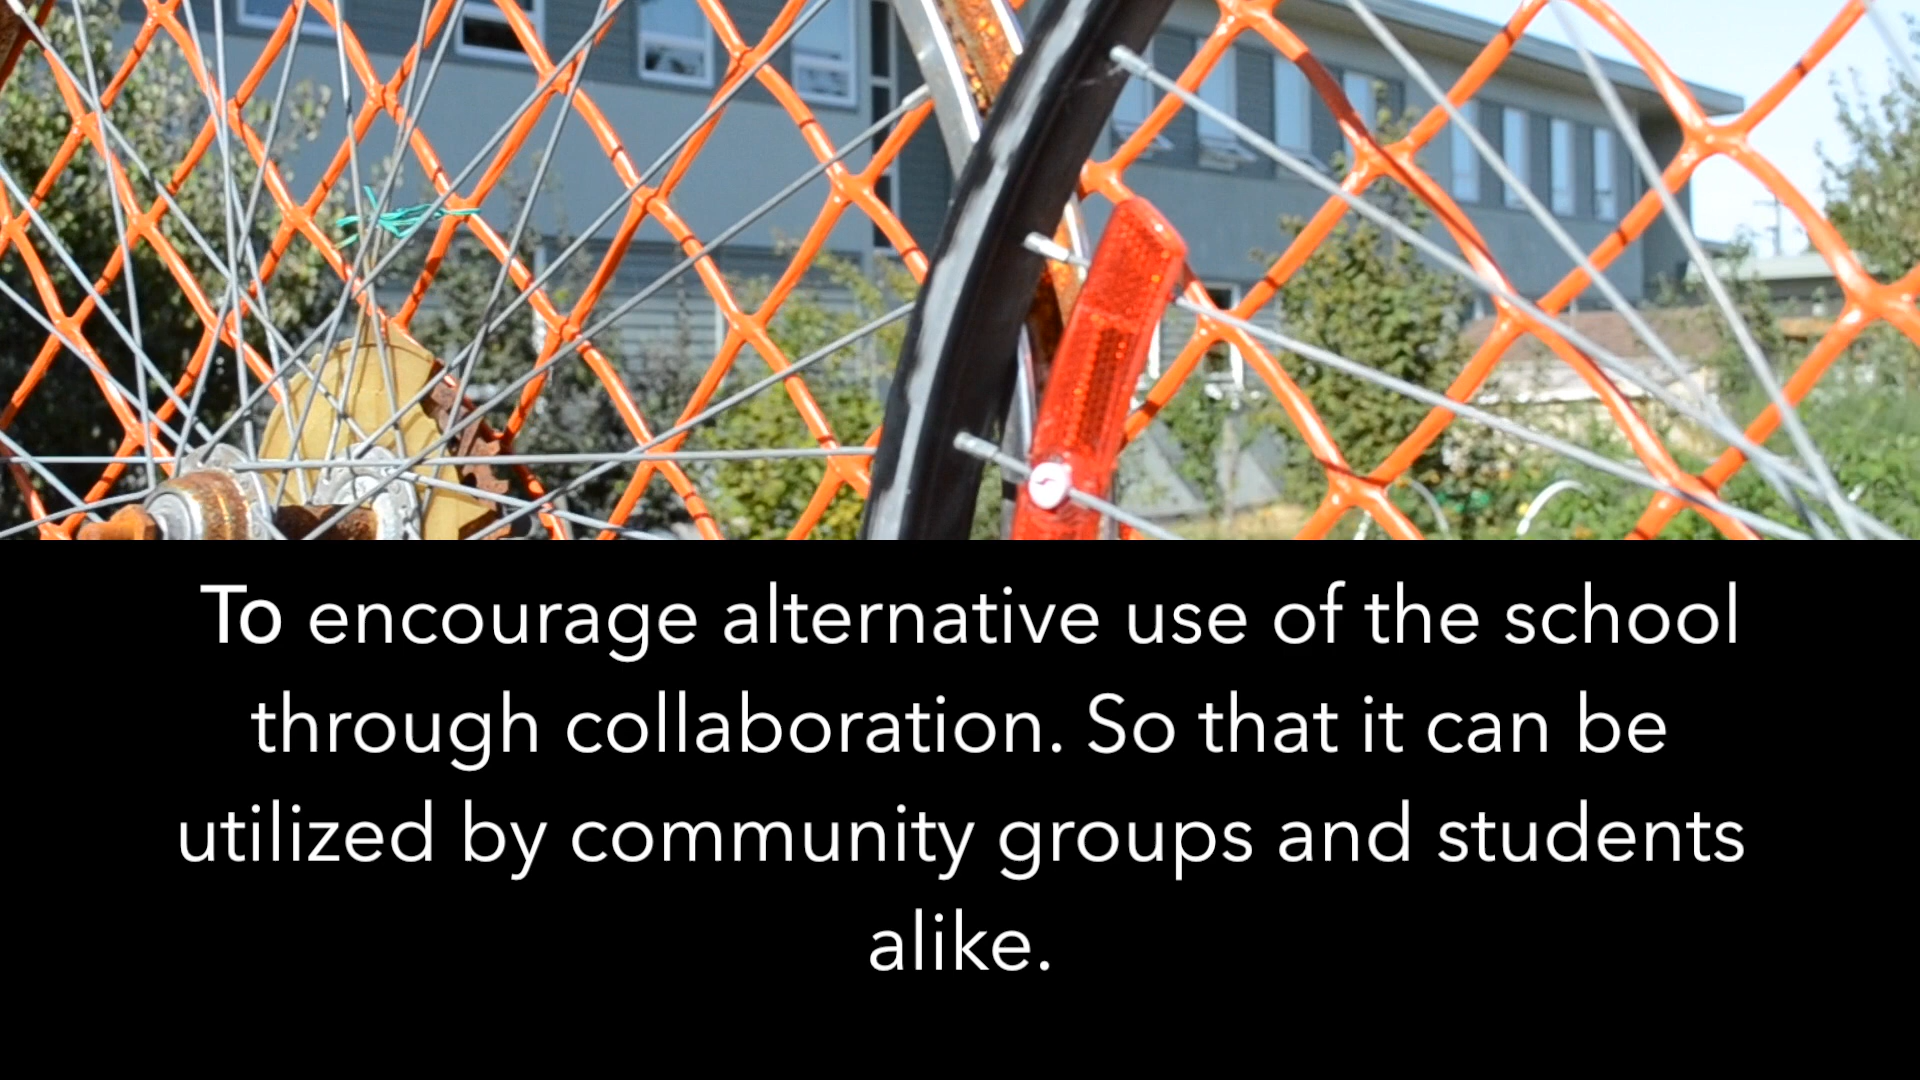 To encourage alternative use of the school
through collaboration. So that it can be
utilized by community groups and students
alike.